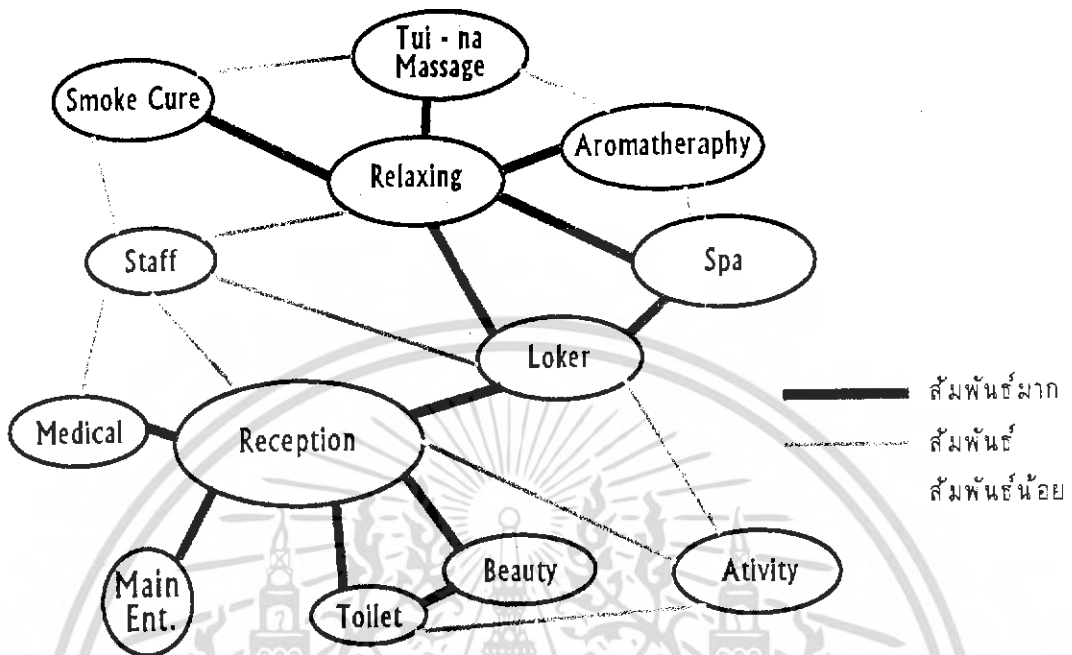 Tui - na
Massage
Smoke Cure
Aromatheraphy
Relaxing
Staff
Spa
Loker
Medical
Reception
Main
Ent.
Toilet
Beauty
Ativity
สัมพันธ์มาก
สัมพันธ์
สัมพันธ์น้อย